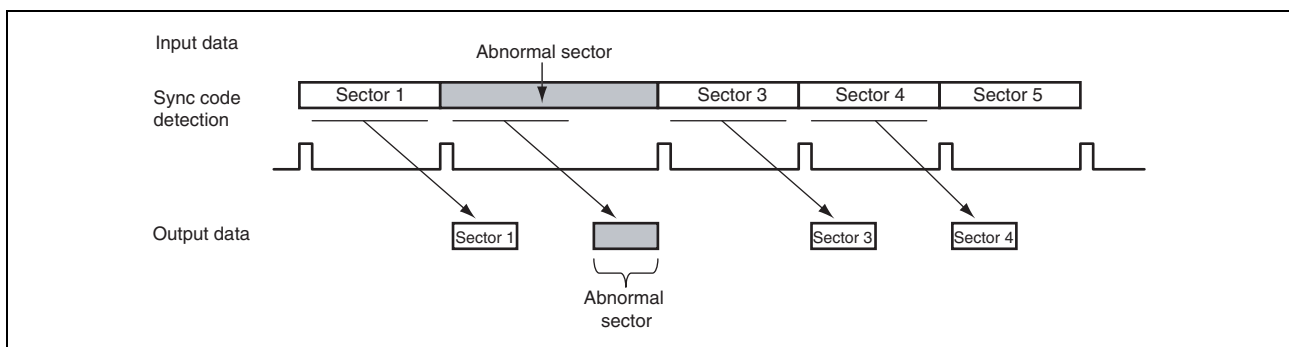 Input data
Abnormal sector
Sync code
detection
Sector 1
Sector 3
Sector 4
Sector 5
Output data
Sector 1
Sector 3
Sector 4
Abnormal
sector